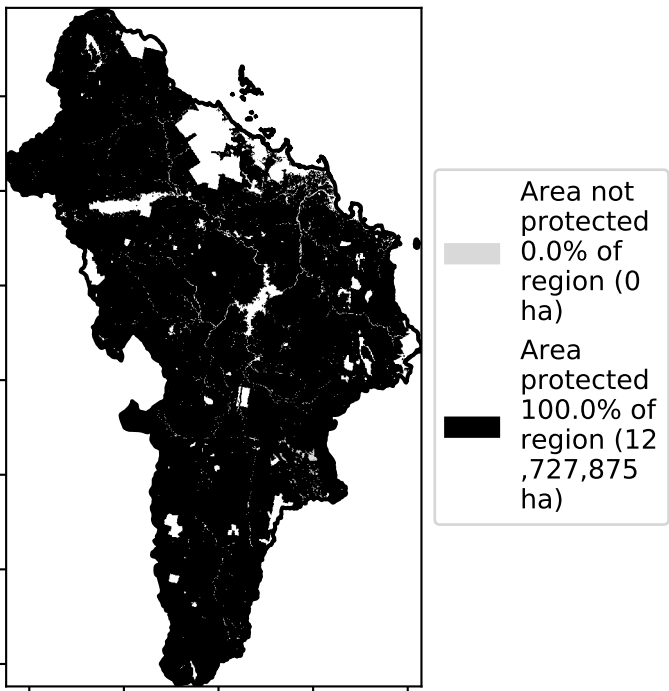 Area not
protected
0.0% of
region (0
ha)
Area
protected
100.0% of
region (12
,727,875
ha)